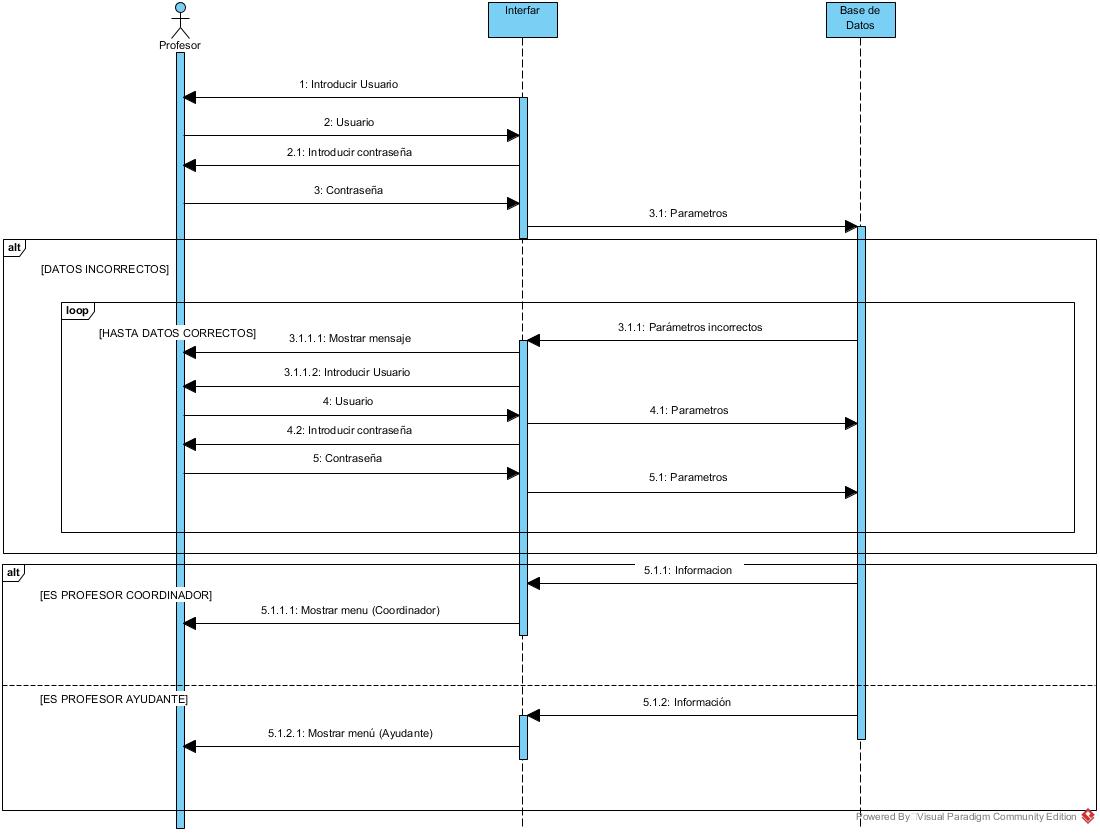 Profesor
Interfar
Base de
Datos
1: Introducir Usuario
2: Usuario
2.1: Introducir contraseña
3: Contraseña
3.1: Parametros
alt
[DATOS INCORRECTOS]
loop
[HASTA DATOS CORRECTOS]
3.1.1: Parámetros incorrectos
3.1.1.1: Mostrar mensaje
3.1.1.2: Introducir Usuario
4: Usuario
4.1: Parametros
4.2: Introducir contraseña
5: Contraseña
5.1: Parametros
alt
5.1.1: Informacion
[ES PROFESOR COORDINADOR]
5.1.1.1: Mostrar menu (Coordinador)
[ES PROFESOR AYUDANTE]
5.1.2: Información
5.1.2.1: Mostrar menú (Ayudante)
Powered By Visual Paradigm Community Edition